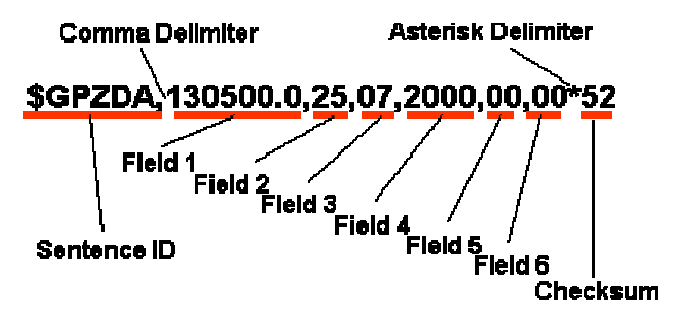 Comma Delimiter
Asterisk Delimiter
$GPZDA,130500.0,25,07,2000,00,00*52
Field 1
Field 2
Field 3
Field 4
Field 5
Field 6
Sentence ID
Checksum